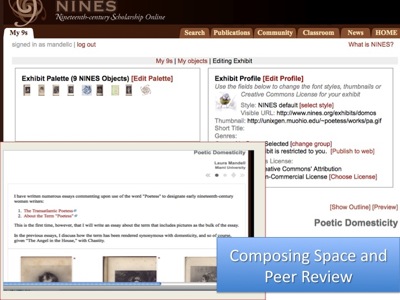 NINES
Nineteenth-century Scholarship Online
My 9s
Search Publications Community Classroom News HOME
signed in as mandellc | log out
What is NINES?
My 9s | My objects | Editing Exhibit
Exhibit Palette (9 NINES Objects) [Edit Palette]
Exhibit Profile [Edit Profile]
Use the fields below to change the font styles, thumbnails or
Creative Commons License for your exhibit
Style: NINES default [select style]
Visible URL: http://www.nines.org/exhibits/domos
Thumbnail: http://unixgen.muohio.edu/~poetess/works/pa.gif
Short Title:
Genres:
Selected [change group]
it is restricted to you. [Publish to web]
License:
Creative Commons' Attribution
n-Commercial License [Choose License]
[Show Outline] [Preview]
Poetic Domesticity
Poetic Domesticity
Laura Mandell
Miami University
I have written numerous essays commenting upon use of the word "Poetess" to designate early nineteenth-century
women writers:
1. The Transatlantic Poetess
2. About the Term "Poetess"
This is the first time, however, that I will write an essay about the term that includes pictures as the bulk of the essay.
In the previous essays, I discuss how the term has been rendered synonymous with domesticity, and so of course,
given "The Angel in the House," with Chastity.
Composing Space and
Peer Review